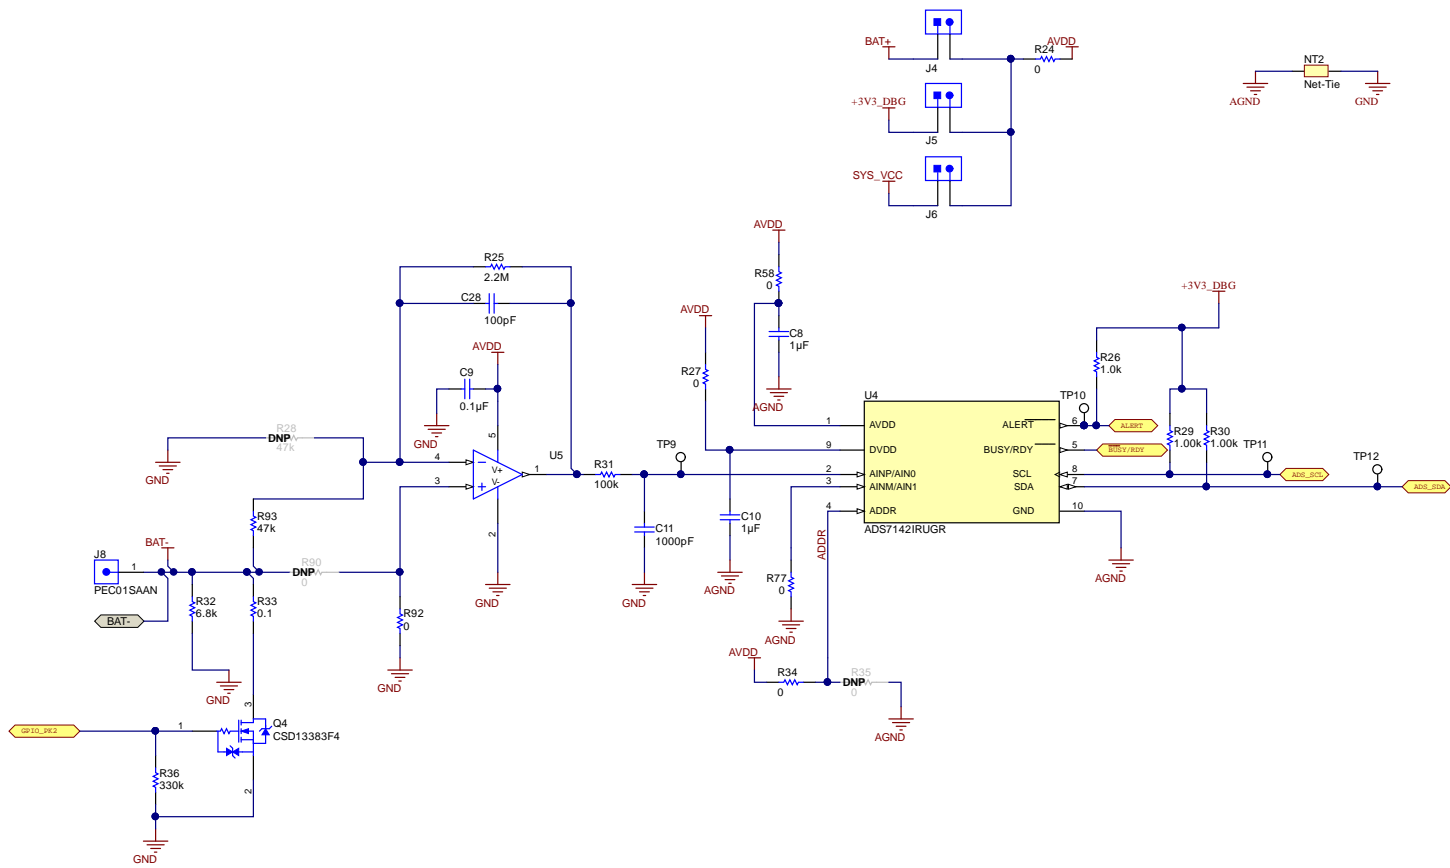 BAT+
J4
R24
0
AVDD
+3V3_DBG
J5
SYS_VCC
J6
NT2
Net-Tie
AGND
GND
R25
2.2M
C28
100pF
AVDD
C9
0.1µF
GND
R28
DNP
47k
GND
5
4
3
V+
V-
1
2
U5
GND
R31
100k
TP9
C11
1000pF
GND
R93
47k
J8
1
PEC01SAAN
BAT-
BAT-
R90
DNP
0
R32
6.8k
GND
R33
0.1
R92
0
GND
3
GPIO_PK2
1
Q4
CSD13383F4
2
R36
330k
GND
AVDD
R58
0
C8
1µF
AGND
AVDD
R27
0
C10
1µF
AGND
U4
1
AVDD
9
DVDD
2
AINP/AIN0
3
AINM/AIN1
4
ADDR
ALERT
6
BUSY/RDY
5
SCL
8
SDA
7
GND
10
ADS7142IRUGR
ADDR
R77
0
AGND
AVDD
R34
0
R35
DNP
0
AGND
+3V3_DBG
R26
1.0k
TP10
ALERT
R29
1.00k
R30
1.00k
BUSY/RDY
TP11
ADS_SCL
TP12
ADS_SDA
AGND